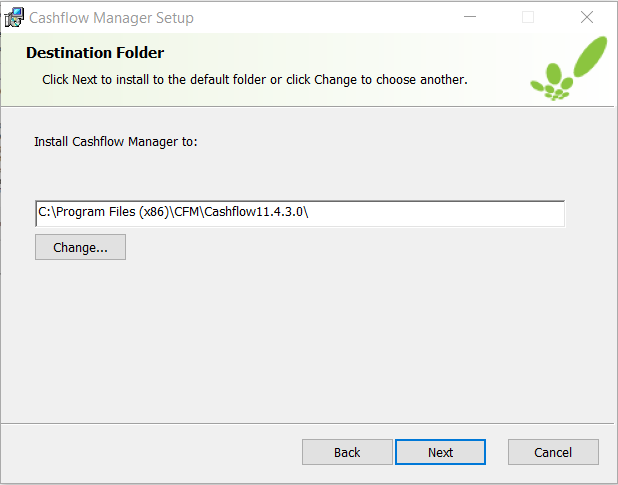 Cashflow Manager Setup
Destination Folder
Click Next to install to the default folder or click Change to choose another.
Install Cashflow Manager to:
C:\Program Files (x86)\CFM\Cashflow11.4.3.0\
Change...
Back
Next
Cancel